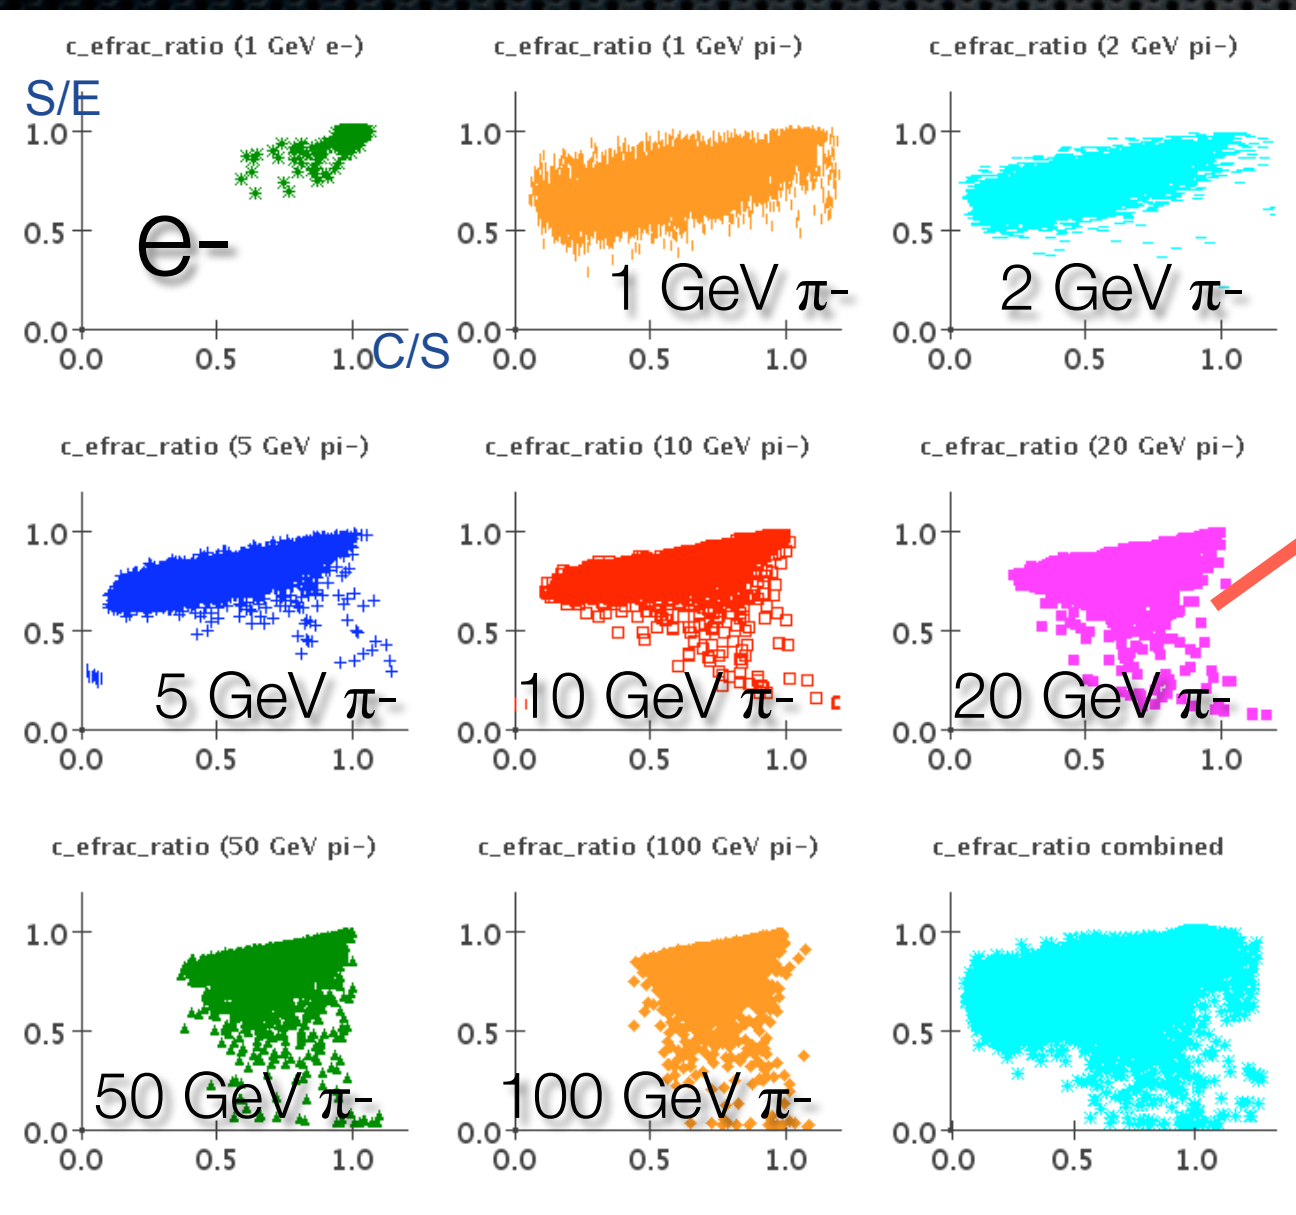 c_efrac_ratio (1 GeV e-)
S/E
1.0
0.5
0.0
e-
0.0 0.5 1.0
C/S
c_efrac_ratio (1 GeV pi-)
1.0
0.5
0.0
1 GeV π-
0.0 0.5 1.0
c_efrac_ratio (2 GeV pi-)
1.0
0.5
0.0
2 GeV π-
0.0 0.5 1.0
c_efrac_ratio (5 GeV pi-)
1.0
0.5
0.0
5 GeV π-
0.0 0.5 1.0
c_efrac_ratio (10 GeV pi-)
1.0
0.5
0.0
10 GeV π-
0.0 0.5 1.0
c_efrac_ratio (20 GeV pi-)
1.0
0.5
0.0
20 GeV π-
0.0 0.5 1.0
c_efrac_ratio (50 GeV pi-)
1.0
0.5
0.0
50 GeV π-
0.0 0.5 1.0
c_efrac_ratio (100 GeV pi-)
1.0
0.5
0.0
100 GeV π-
0.0 0.5 1.0
c_efrac_ratio combined
1.0
0.5
0.0
0.0 0.5 1.0